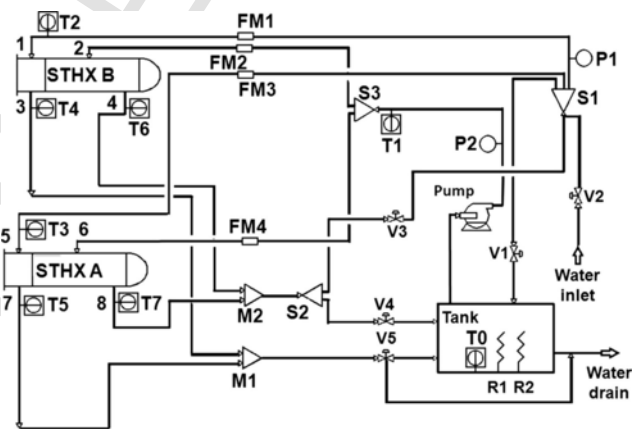 T2
FM1
1
2
P1
STHX B
FM2
FM3
S3
S1
3
T4
4
T6
T1
P2
Pump
V2
5
T3
6
FM4
V3
V1
Water
inlet
STHX A
7
T5
8
T7
M2
S2
V4
Tank
V5
T0
M1
R1 R2
Water
drain